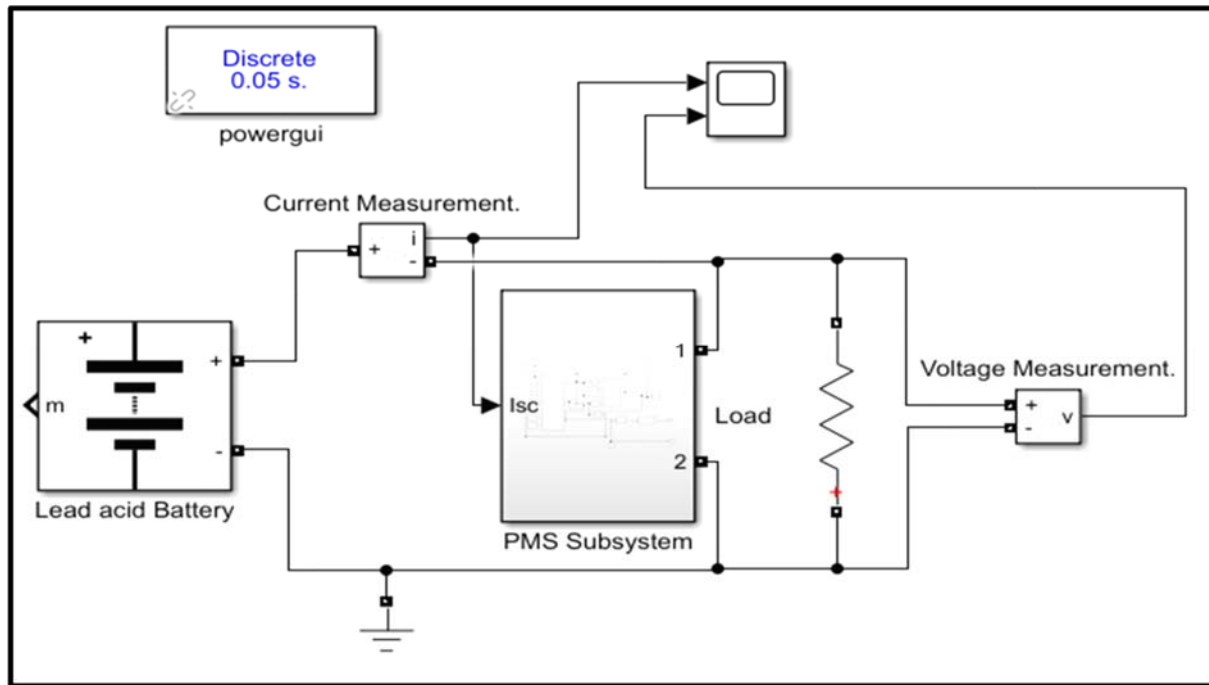 Discrete
0.05 s.
powergui
Current Measurement.
+
i
-
+
+
-
m
Lead acid Battery
Isc
1
2
PMS Subsystem
Load
+
Voltage Measurement.
+
-
v